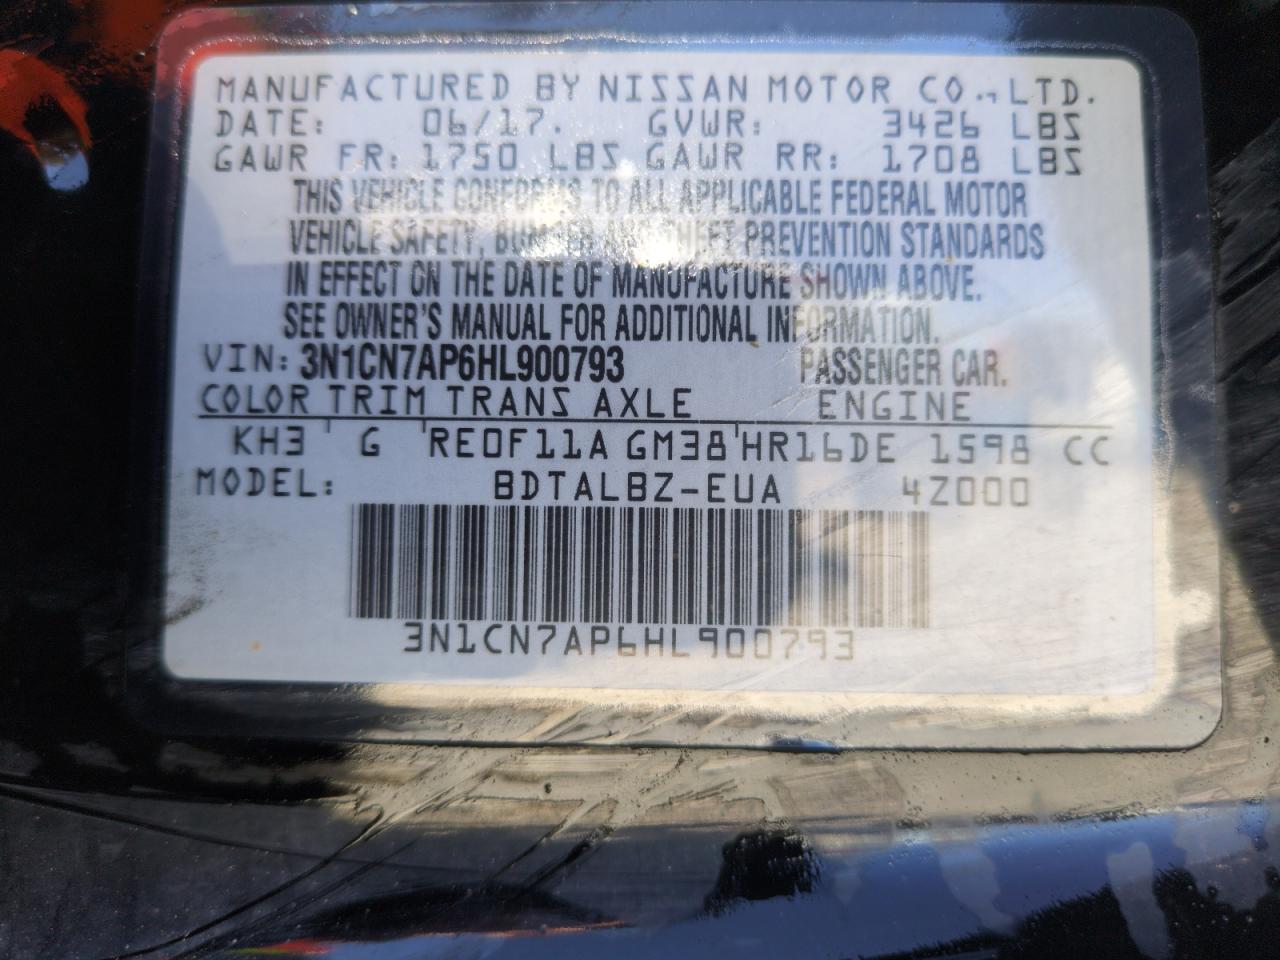 MANUFACTURED BY NISSAN MOTOR CO., LTD.
DATE: 06/17. GVWR: 3426 LBS
GAWR FR: 1750 LBS GAWR RR: 1708 LBS
THIS VEHICLE CONFORMS TO ALL APPLICABLE FEDERAL MOTOR
VEHICLE SAFETY, BUMPER AND THEFT PREVENTION STANDARDS
IN EFFECT ON THE DATE OF MANUFACTURE SHOWN ABOVE.
SEE OWNER'S MANUAL FOR ADDITIONAL INFORMATION.
VIN: 3N1CN7AP6HL900793 PASSENGER CAR.
COLOR TRIM TRANS AXLE ENGINE
KH3 G RE0F11A GM38 HR16DE 1598 CC
MODEL: BDTALBZ-EUA 4Z000
3N1CN7AP6HL900793